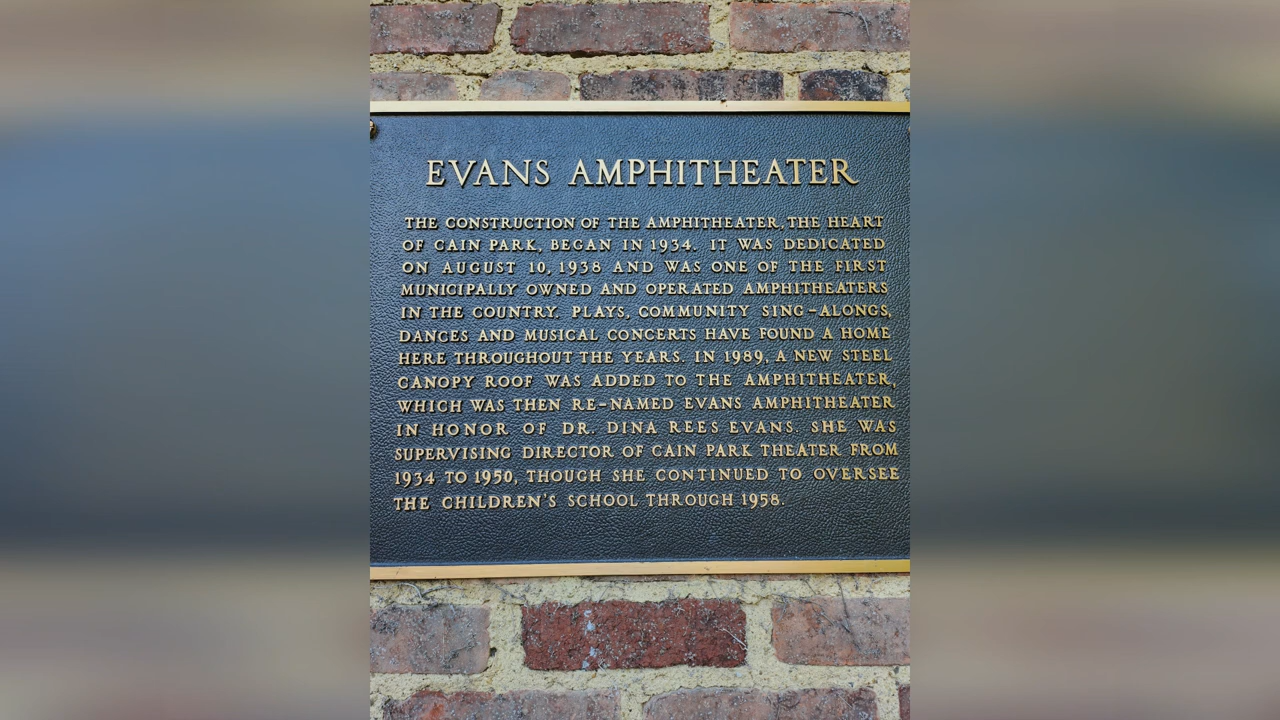 EVANS AMPHITHEATER
THE CONSTRUCTION OF THE AMPHITHEATER, THE HEART
OF CAIN PARK, BEGAN IN 1934. IT WAS DEDICATED
ON AUGUST 10, 1938 AND WAS ONE OF THE FIRST
MUNICIPALLY OWNED AND OPERATED AMPHITHEATERS
IN THE COUNTRY. PLAYS, COMMUNITY SING-ALONGS,
DANCES AND MUSICAL CONCERTS HAVE FOUND A HOME
HERE THROUGHOUT THE YEARS. IN 1989, A NEW STEEL
CANOPY ROOF WAS ADDED TO THE AMPHITHEATER,
WHICH WAS THEN RE-NAMED EVANS AMPHITHEATER
IN HONOR OF DR. DINA REES EVANS. SHE WAS
SUPERVISING DIRECTOR OF CAIN PARK THEATER FROM
1934 TO 1950, THOUGH SHE CONTINUED TO OVERSEE
THE CHILDREN'S SCHOOL THROUGH 1958.